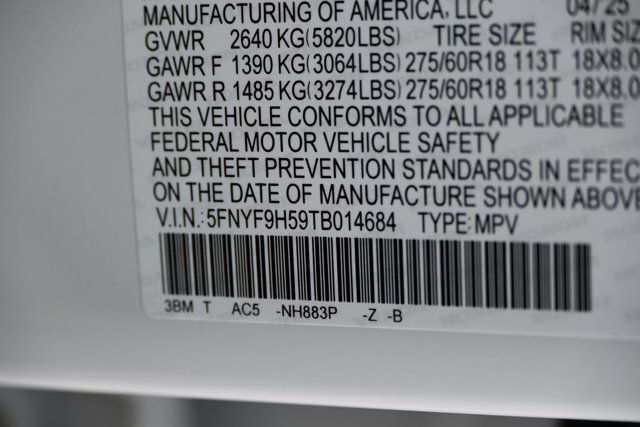 MANUFACTURING OF AMERICA, LLC 04/25
GVWR 2640 KG(5820LBS) TIRE SIZE RIM SIZ
GAWR F 1390 KG(3064LBS) 275/60R18 113T 18X8.0
GAWR R 1485 KG(3274LBS) 275/60R18 113T 18X8.0
THIS VEHICLE CONFORMS TO ALL APPLICABLE
FEDERAL MOTOR VEHICLE SAFETY
AND THEFT PREVENTION STANDARDS IN EFFEC
ON THE DATE OF MANUFACTURE SHOWN ABOVE
V.I.N.: 5FNYF9H59TB014684 TYPE: MPV
3BM T AC5 -NH883P -Z -B